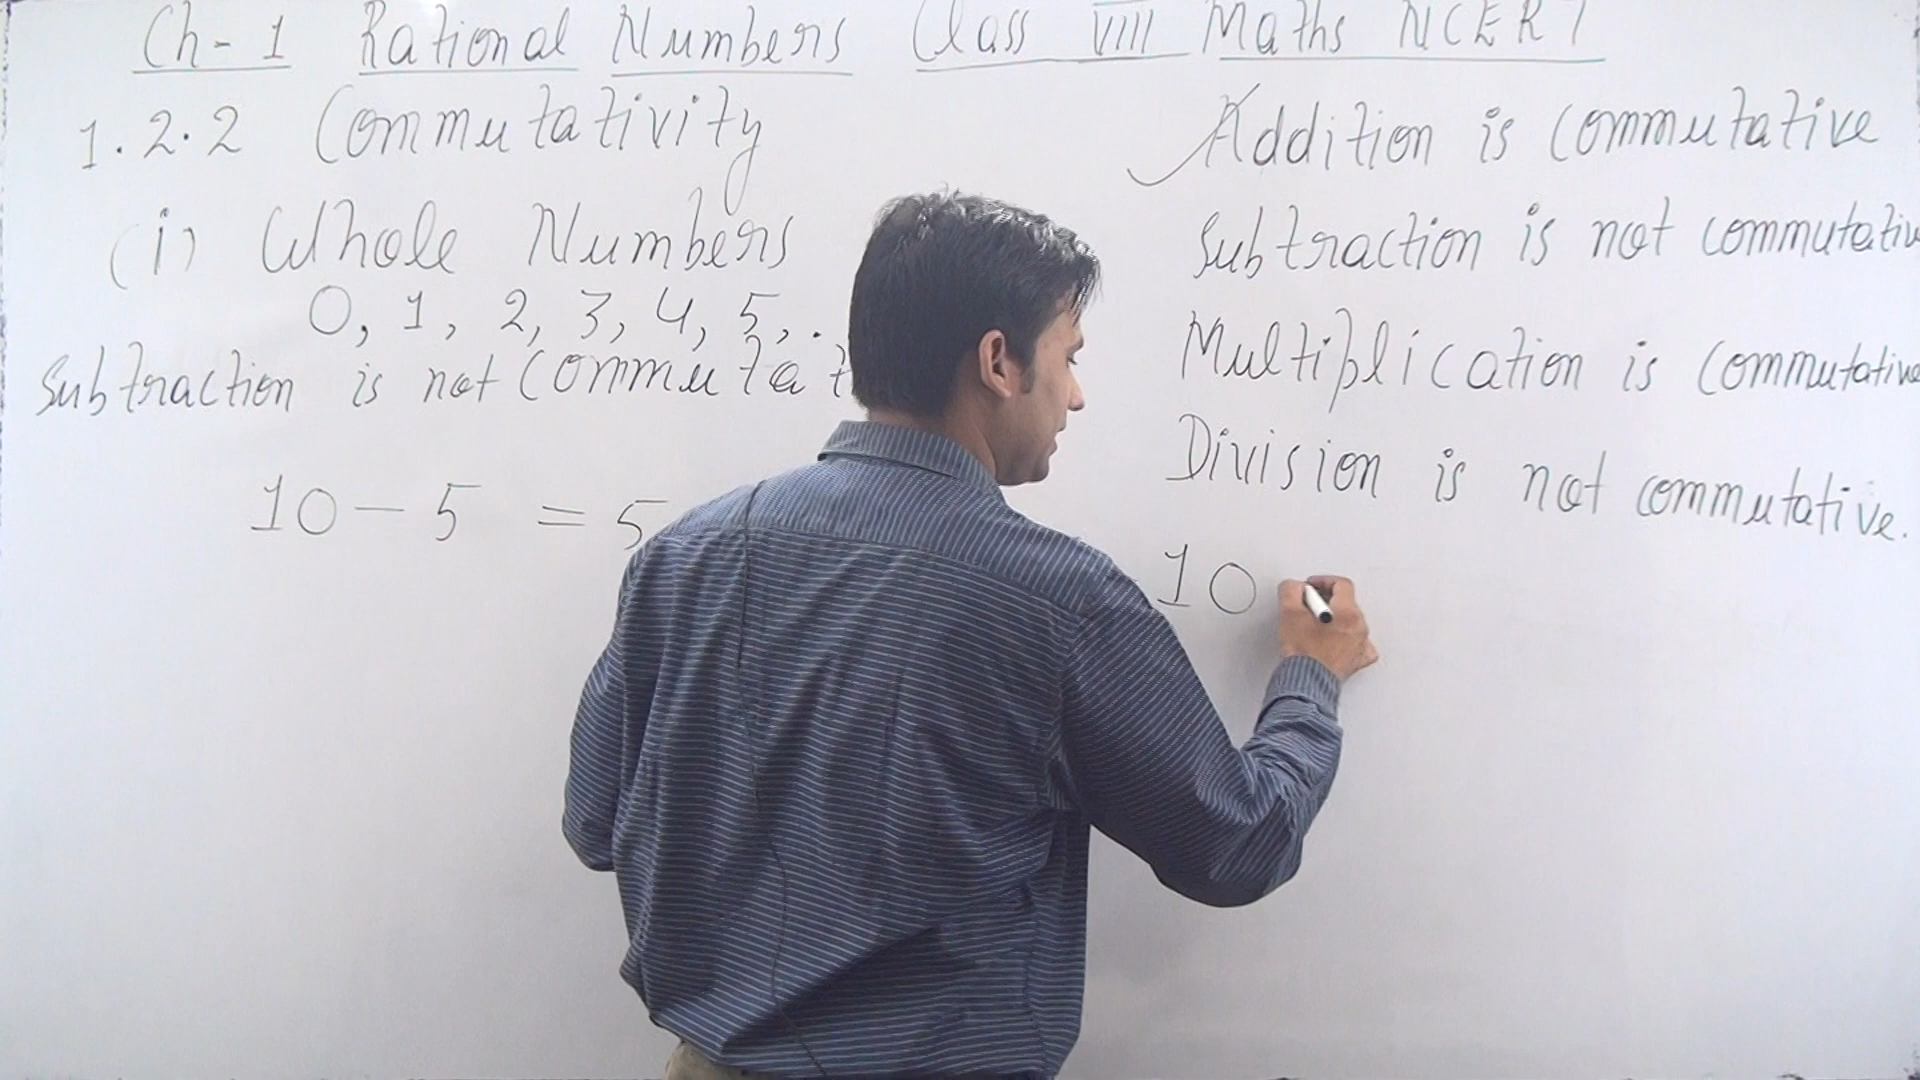 Ch-1 Rational Numbers Class VIII Maths NCERT
1.2.2 Commutativity
(i) Whole Numbers
0, 1, 2, 3, 4, 5, .
Subtraction is not Commutat
10 - 5 = 5
Addition is commutative
Subtraction is not commutativ
Multiplication is commutative
Division is not commutative.
10